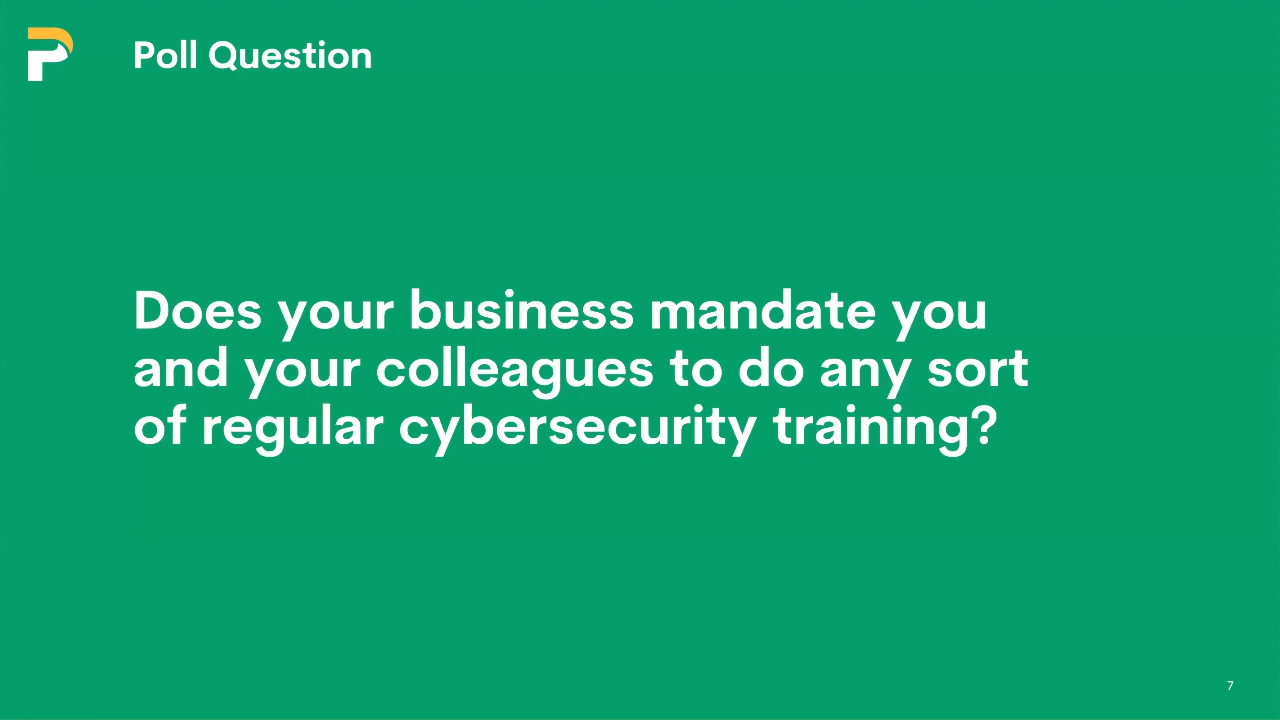 Poll Question
Does your business mandate you
and your colleagues to do any sort
of regular cybersecurity training?
7